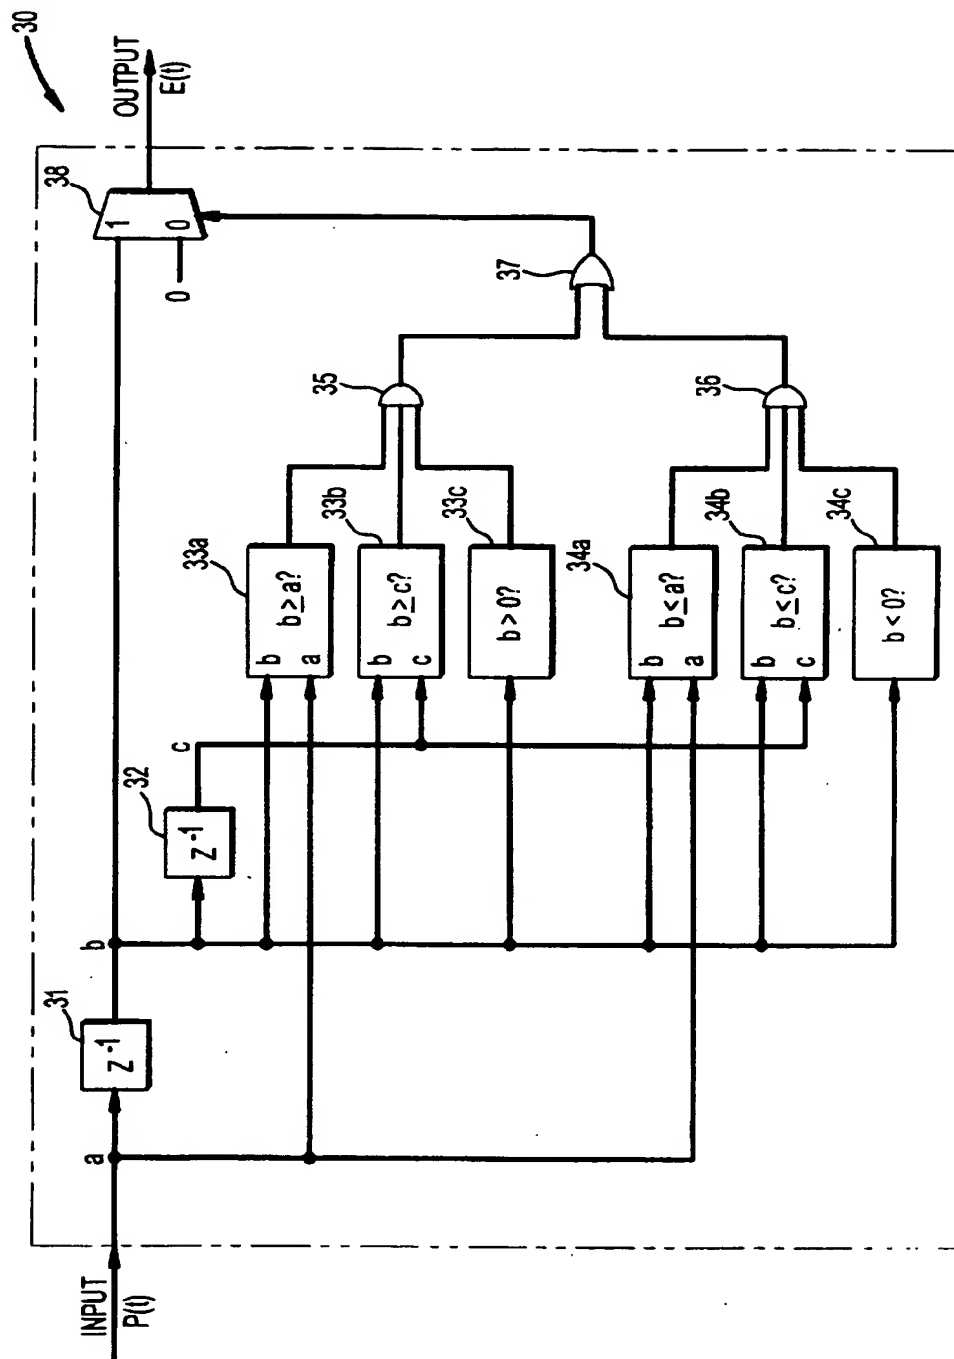 30
INPUT
P(t)
a
31
Z-1
b
32
Z-1
c
33a
b ≥ a?
b
a
33b
b ≥ c?
b
c
33c
b > 0?
34a
b ≤ a?
b
a
34b
b ≤ c?
b
c
34c
b < 0?
35
36
37
38
1
0
0
OUTPUT
E(t)